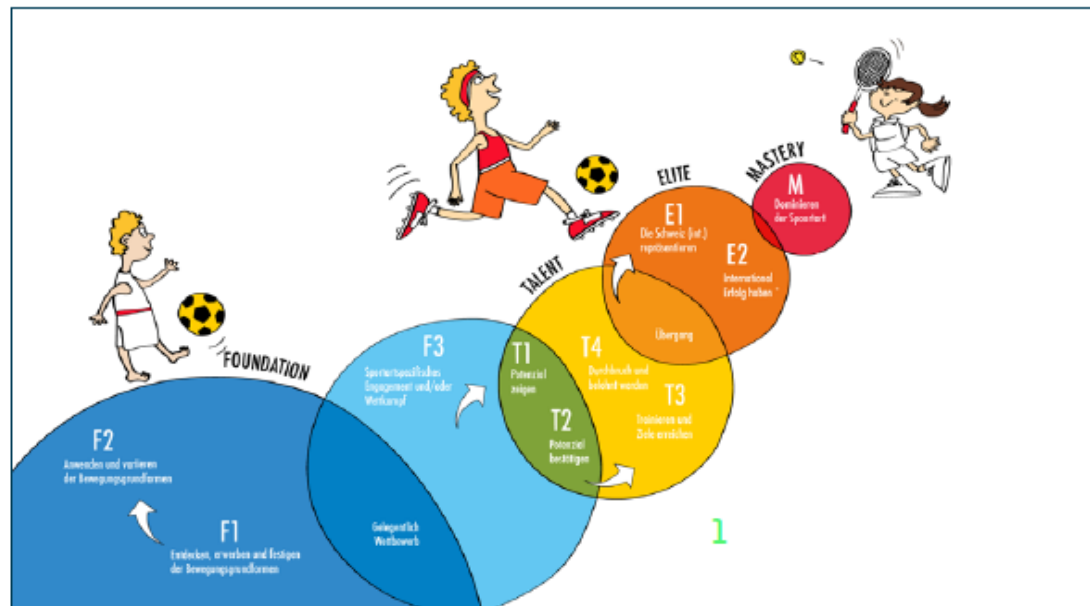 FOUNDATION
F2
Anwenden und variieren
der Bewegungsgrundformen
F1
Entdecken, erwerben und festigen
der Bewegungsgrundformen
Gelegentlich
Wettbewerb
F3
Sportartspezifisches
Engagement und/oder
Wettkampf
TALENT
T1
Potenzial
zeigen
T2
Potenzial
bestätigen
T4
Durchbruch und
belohnt werden
T3
Trainieren und
Ziele erreichen
Übergang
ELITE
E1
Die Schweiz (int.)
repräsentieren
E2
International
Erfolg haben
MASTERY
M
Dominieren
der Sportart
1